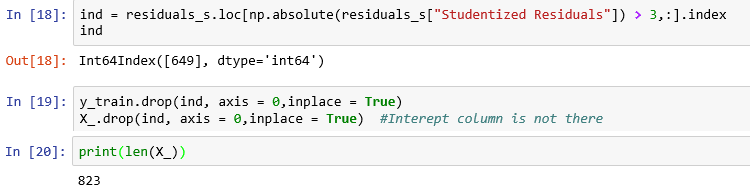 In [18]: ind = residuals_s.loc[np.absolute(residuals_s["Studentized Residuals"]) > 3,:].index
ind
Out[18]: Int64Index([649], dtype='int64')
In [19]: y_train.drop(ind, axis = 0,inplace = True)
X_.drop(ind, axis = 0,inplace = True)  #Interept column is not there
In [20]: print(len(X_))
823